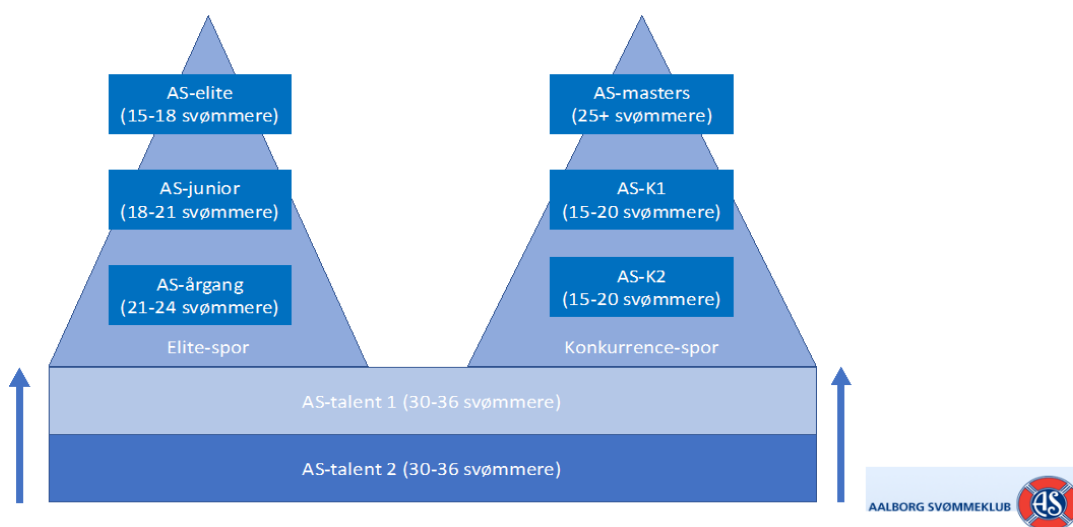 AS-elite
(15-18 svømmere)
AS-junior
(18-21 svømmere)
AS-årgang
(21-24 svømmere)
Elite-spor
AS-masters
(25+ svømmere)
AS-K1
(15-20 svømmere)
AS-K2
(15-20 svømmere)
Konkurrence-spor
AS-talent 1 (30-36 svømmere)
AS-talent 2 (30-36 svømmere)
AALBORG SVØMMEKLUB
AS